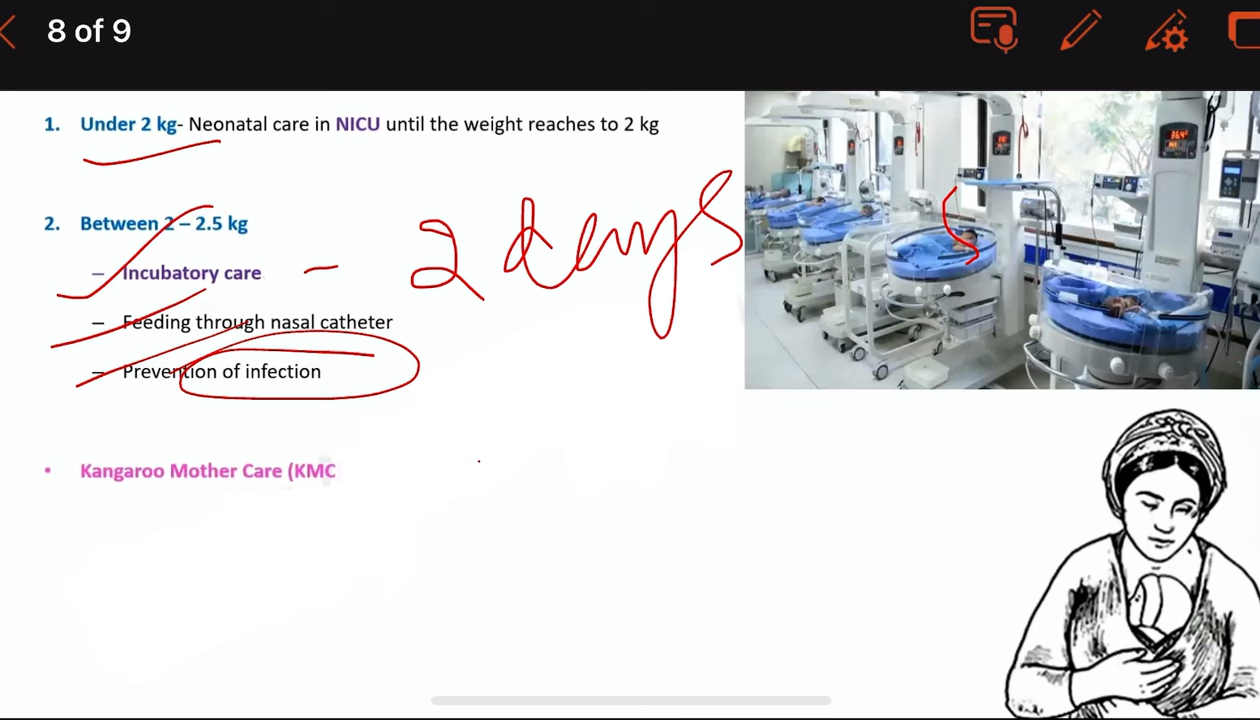 8 of 9
1. Under 2 kg- Neonatal care in NICU until the weight reaches to 2 kg
2. Between 2 – 2.5 kg
– Incubatory care – 2 days
– Feeding through nasal catheter
– Prevention of infection
• Kangaroo Mother Care (KMC